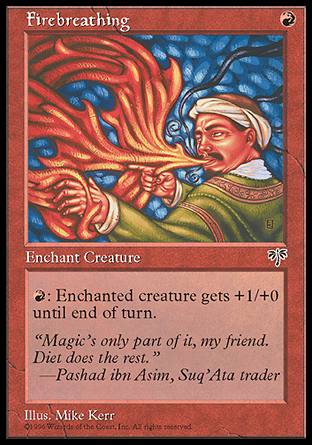 Firebreathing
Enchant Creature
: Enchanted creature gets +1/+0
until end of turn.
"Magic's only part of it, my friend.
Diet does the rest."
—Pashad ibn Asim, Suq'Ata trader
Illus. Mike Kerr
©1996 Wizards of the Coast, Inc. All rights reserved.